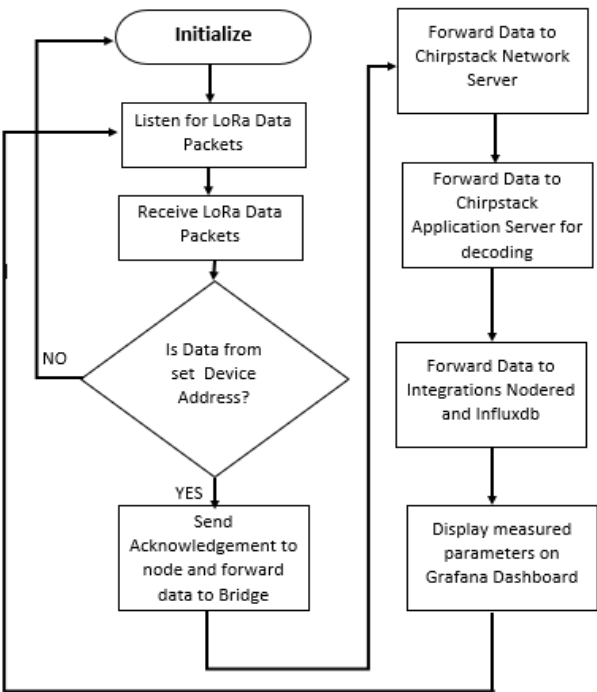 Initialize
Listen for LoRa Data
Packets
Receive LoRa Data
Packets
Is Data from
set Device
Address?
NO
YES
Send
Acknowledgement to
node and forward
data to Bridge
Forward Data to
Chirpstack Network
Server
Forward Data to
Chirpstack
Application Server for
decoding
Forward Data to
Integrations Nodered
and Influxdb
Display measured
parameters on
Grafana Dashboard